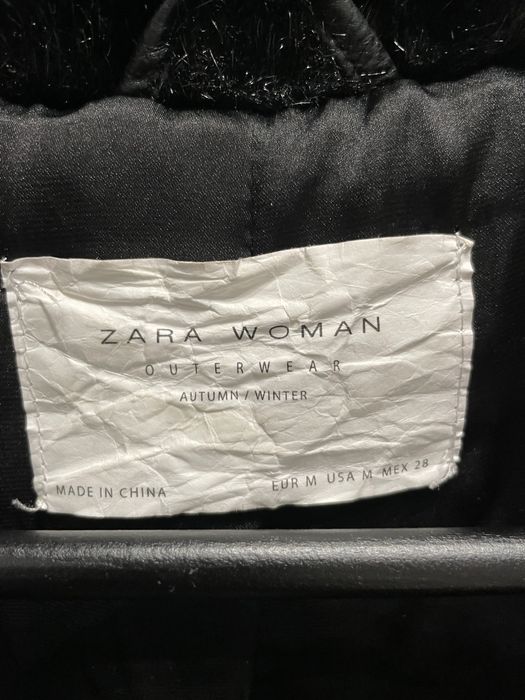 ZARA WOMAN
OUTERWEAR
AUTUMN / WINTER
MADE IN CHINA
EUR M USA M MEX 28